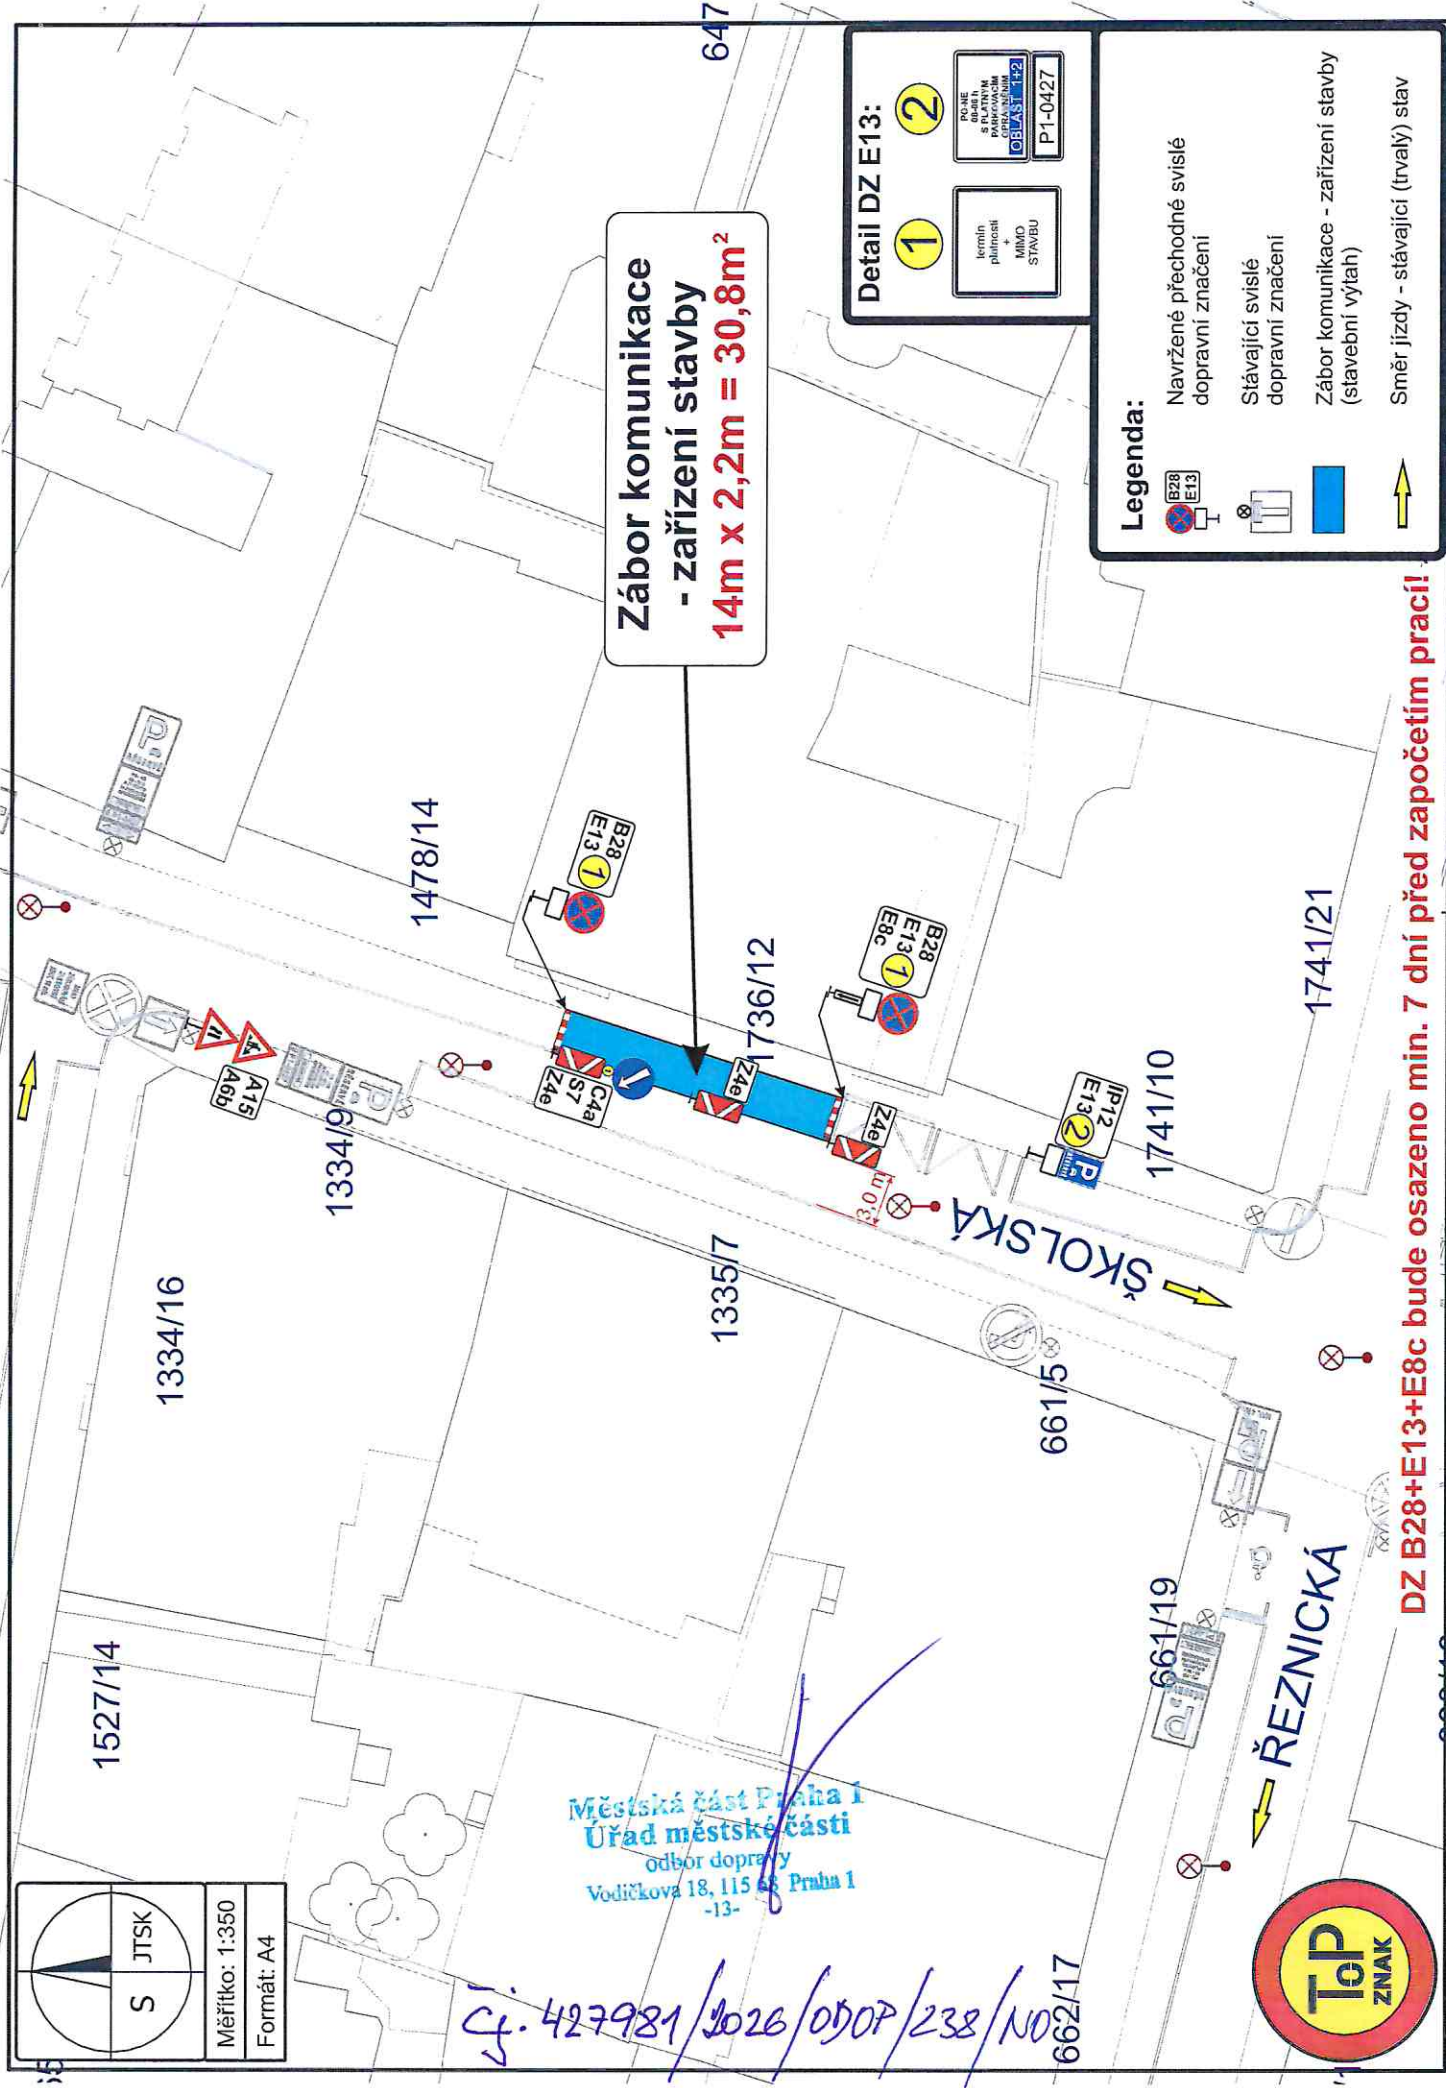 S JTSK
Měřítko: 1:350
Formát: A4
1527/14
1334/16
1334/9
1335/7
661/5
661/19
662/17
1478/14
1736/12
1741/10
1741/21
647
A15
A6b
B28
E13 1
C4a
S7
Z4e
Z4e
Z4e
B28
E13 1
E8c
IP12
E13 2
3,0 m
ŠKOLSKÁ
ŘEZNICKÁ
Zábor komunikace
- zařízení stavby
14m x 2,2m = 30,8m²
Detail DZ E13:
1
2
termín
platnosti
+
MIMO
STAVBU
PO-NE
00-06 h
S PLATNÝM
PARKOVACÍM
OPRÁVNĚNÍM
OBLAST 1+2
P1-0427
Legenda:
B28
E13
Navržené přechodné svislé
dopravní značení
Stávající svislé
dopravní značení
Zábor komunikace - zařízení stavby
(stavební výtah)
Směr jízdy - stávající (trvalý) stav
DZ B28+E13+E8c bude osazeno min. 7 dní před započetím prací!
Městská část Praha 1
Úřad městské části
odbor dopravy
Vodičkova 18, 115 68 Praha 1
-13-
čj. 427981/2026/ODOP/238/NO
ToP
ZNAK